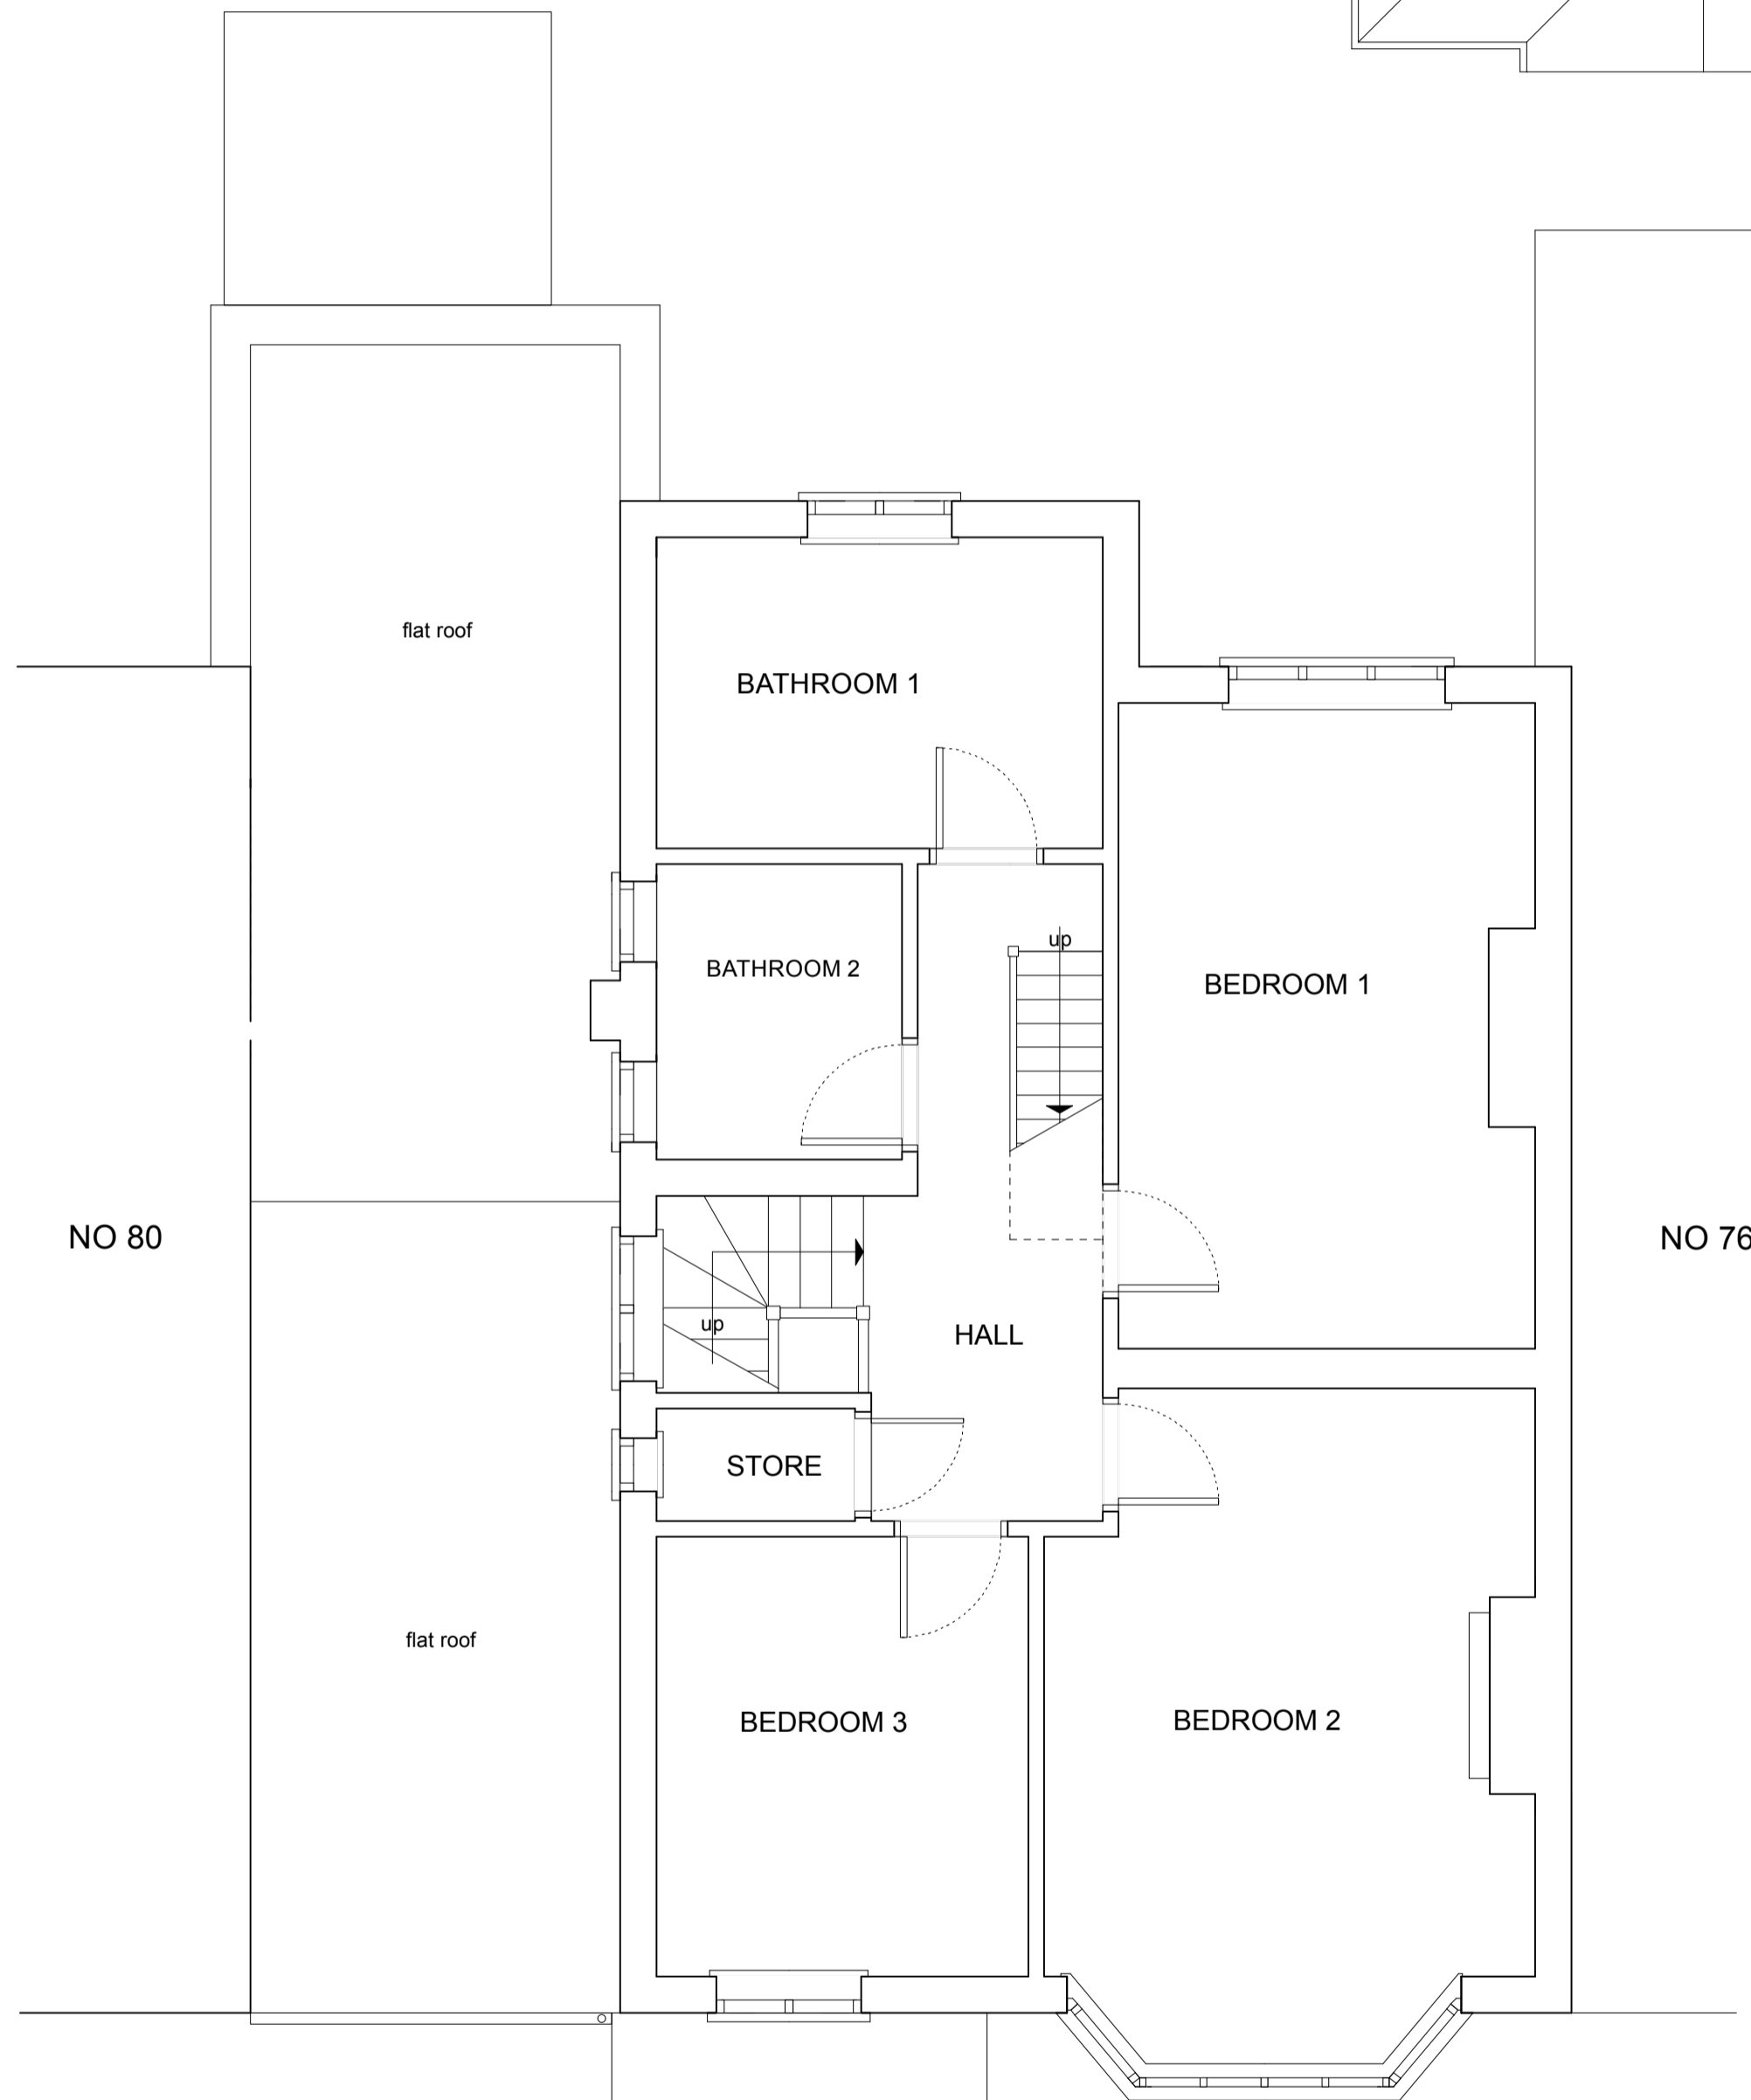 flat roof
BATHROOM 1
up
BATHROOM 2
BEDROOM 1
NO 80
NO 76
up
HALL
STORE
flat roof
BEDROOM 3
BEDROOM 2